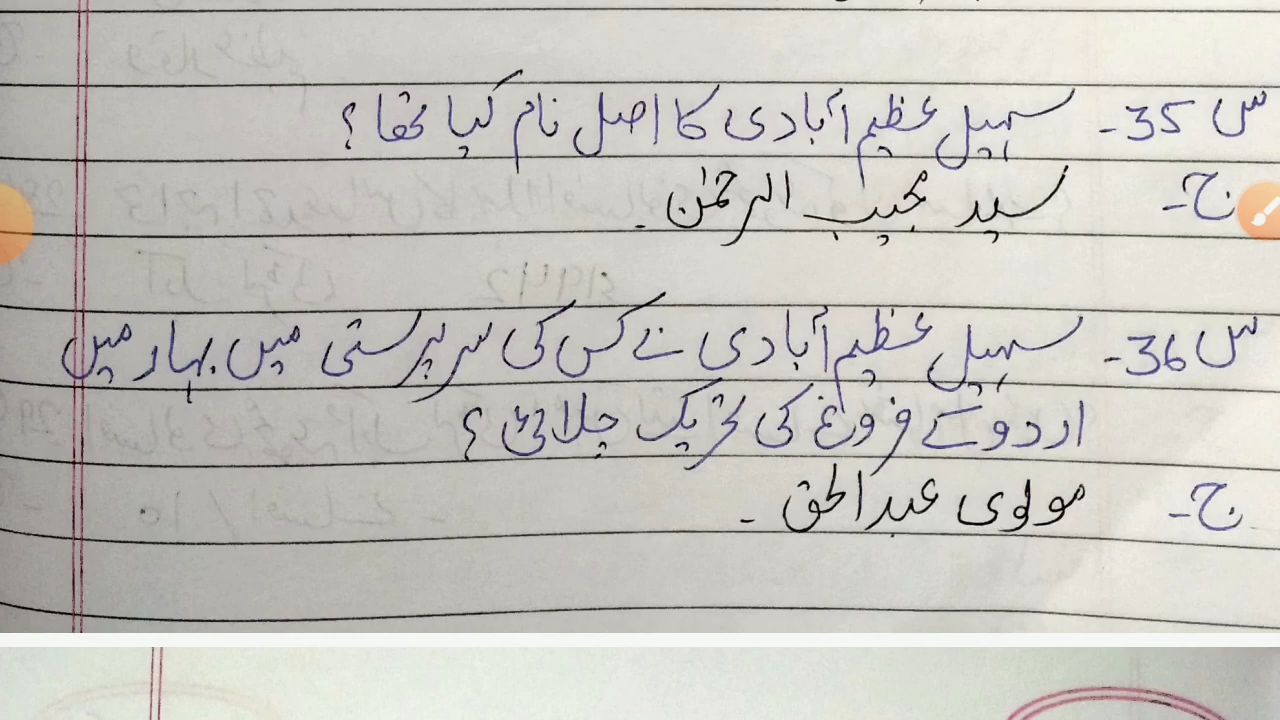 س 35۔ سہیل عظیم آبادی کا اصل نام کیا تھا؟
ج۔ سید مجیب الرحمٰن۔
س 36۔ سہیل عظیم آبادی نے کس کی سرپرستی میں بہار میں
اردو کے فروغ کی تحریک چلائی؟
ج۔ مولوی عبدالحق۔